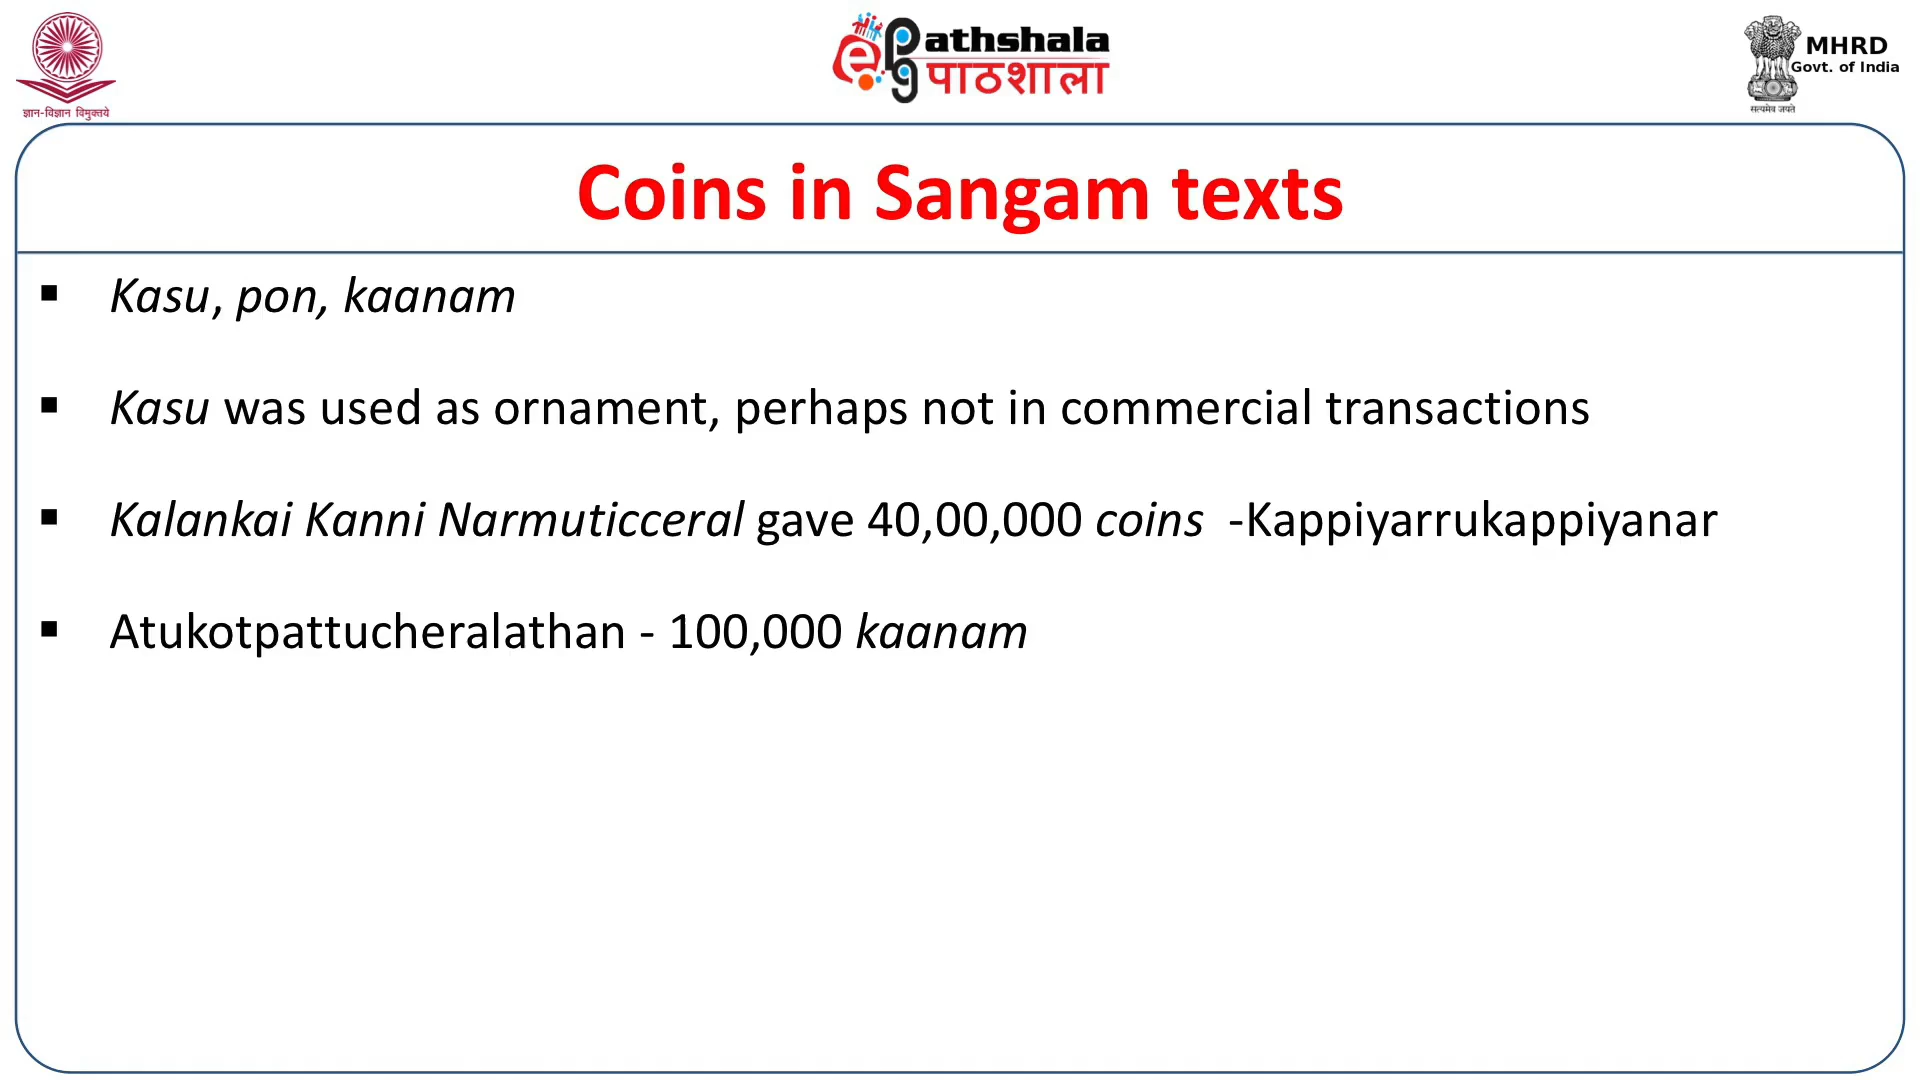 ज्ञान-विज्ञान विमुक्तये
ePathshala
पाठशाला
MHRD
Govt. of India
सत्यमेव जयते
Coins in Sangam texts
▪ Kasu, pon, kaanam
▪ Kasu was used as ornament, perhaps not in commercial transactions
▪ Kalankai Kanni Narmuticceral gave 40,00,000 coins -Kappiyarrukappiyanar
▪ Atukotpattucheralathan - 100,000 kaanam